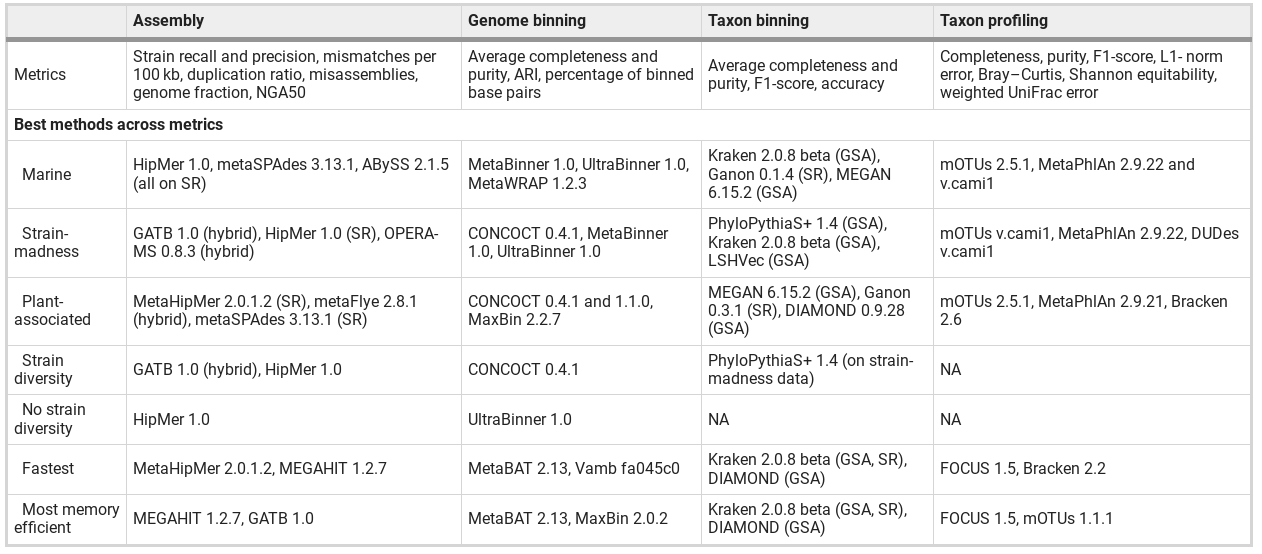 Assembly
Genome binning
Taxon binning
Taxon profiling
Metrics
Strain recall and precision, mismatches per
100 kb, duplication ratio, misassemblies,
genome fraction, NGA50
Average completeness and
purity, ARI, percentage of binned
base pairs
Average completeness and
purity, F1-score, accuracy
Completeness, purity, F1-score, L1- norm
error, Bray–Curtis, Shannon equitability,
weighted UniFrac error
Best methods across metrics
Marine
HipMer 1.0, metaSPAdes 3.13.1, ABySS 2.1.5
(all on SR)
MetaBinner 1.0, UltraBinner 1.0,
MetaWRAP 1.2.3
Kraken 2.0.8 beta (GSA),
Ganon 0.1.4 (SR), MEGAN
6.15.2 (GSA)
mOTUs 2.5.1, MetaPhlAn 2.9.22 and
v.cami1
Strain-
madness
GATB 1.0 (hybrid), HipMer 1.0 (SR), OPERA-
MS 0.8.3 (hybrid)
CONCOCT 0.4.1, MetaBinner
1.0, UltraBinner 1.0
PhyloPythiaS+ 1.4 (GSA),
Kraken 2.0.8 beta (GSA),
LSHVec (GSA)
mOTUs v.cami1, MetaPhlAn 2.9.22, DUDes
v.cami1
Plant-
associated
MetaHipMer 2.0.1.2 (SR), metaFlye 2.8.1
(hybrid), metaSPAdes 3.13.1 (SR)
CONCOCT 0.4.1 and 1.1.0,
MaxBin 2.2.7
MEGAN 6.15.2 (GSA), Ganon
0.3.1 (SR), DIAMOND 0.9.28
(GSA)
mOTUs 2.5.1, MetaPhlAn 2.9.21, Bracken
2.6
Strain
diversity
GATB 1.0 (hybrid), HipMer 1.0
CONCOCT 0.4.1
PhyloPythiaS+ 1.4 (on strain-
madness data)
NA
No strain
diversity
HipMer 1.0
UltraBinner 1.0
NA
NA
Fastest
MetaHipMer 2.0.1.2, MEGAHIT 1.2.7
MetaBAT 2.13, Vamb fa045c0
Kraken 2.0.8 beta (GSA, SR),
DIAMOND (GSA)
FOCUS 1.5, Bracken 2.2
Most memory
efficient
MEGAHIT 1.2.7, GATB 1.0
MetaBAT 2.13, MaxBin 2.0.2
Kraken 2.0.8 beta (GSA, SR),
DIAMOND (GSA)
FOCUS 1.5, mOTUs 1.1.1